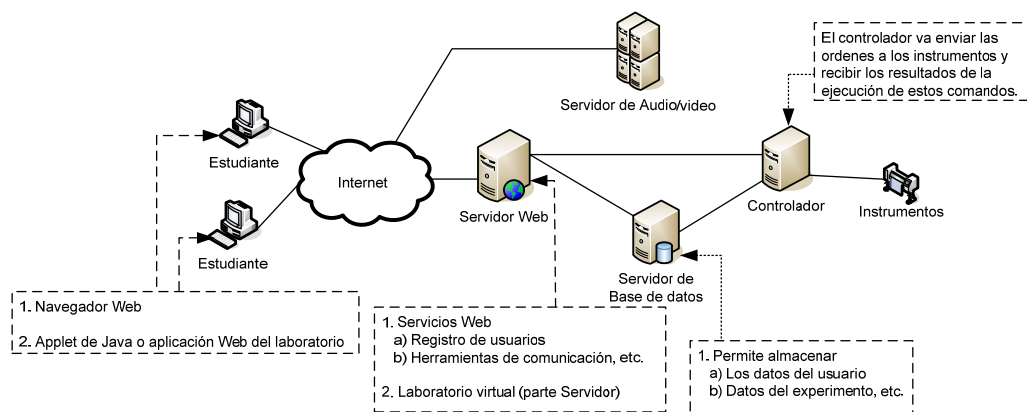 El controlador va enviar las
ordenes a los instrumentos y
recibir los resultados de la
ejecución de estos comandos.
Servidor de Audio/video
Estudiante
Internet
Servidor Web
Controlador
Instrumentos
Estudiante
Servidor de
Base de datos
1. Navegador Web
2. Applet de Java o aplicación Web del laboratorio
1. Servicios Web
a) Registro de usuarios
b) Herramientas de comunicación, etc.
2. Laboratorio virtual (parte Servidor)
1. Permite almacenar
a) Los datos del usuario
b) Datos del experimento, etc.